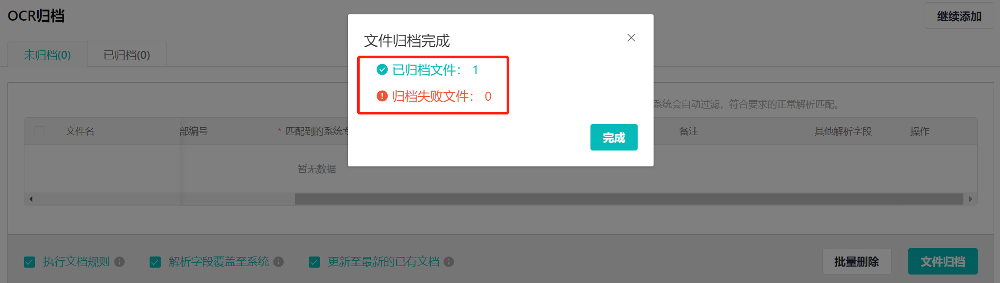 OCR归档
继续添加
未归档(0)
已归档(0)
文件归档完成
已归档文件： 1
归档失败文件： 0
完成
系统会自动过滤，符合要求的正常解析匹配。
文件名
部编号
* 匹配到的系统专
备注
其他解析字段
操作
暂无数据
执行文档规则
解析字段覆盖至系统
更新至最新的已有文档
批量删除
文件归档